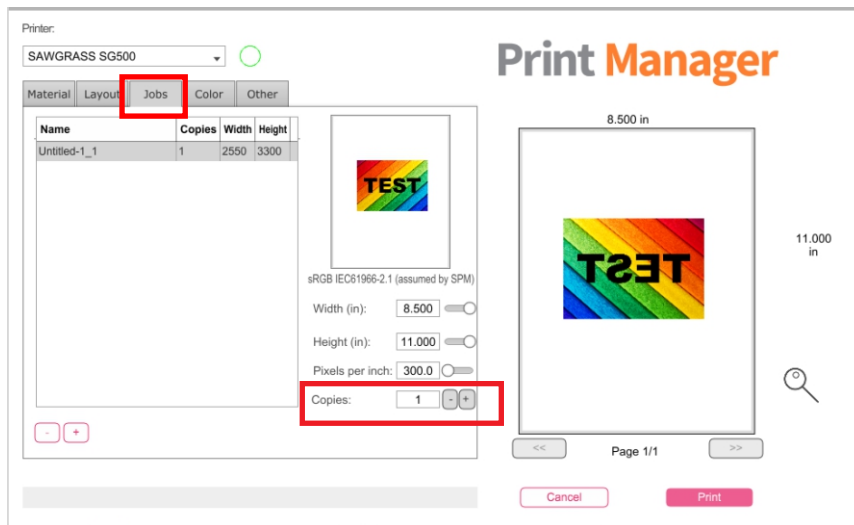 Printer:
SAWGRASS SG500
Print Manager
Material Layout Jobs Color Other
Name Copies Width Height
Untitled-1_1 1 2550 3300
TEST
sRGB IEC61966-2.1 (assumed by SPM)
Width (in): 8.500
Height (in): 11.000
Pixels per inch: 300.0
Copies: 1 - +
- +
8.500 in
TEST
11.000
in
<< Page 1/1 >>
Cancel Print